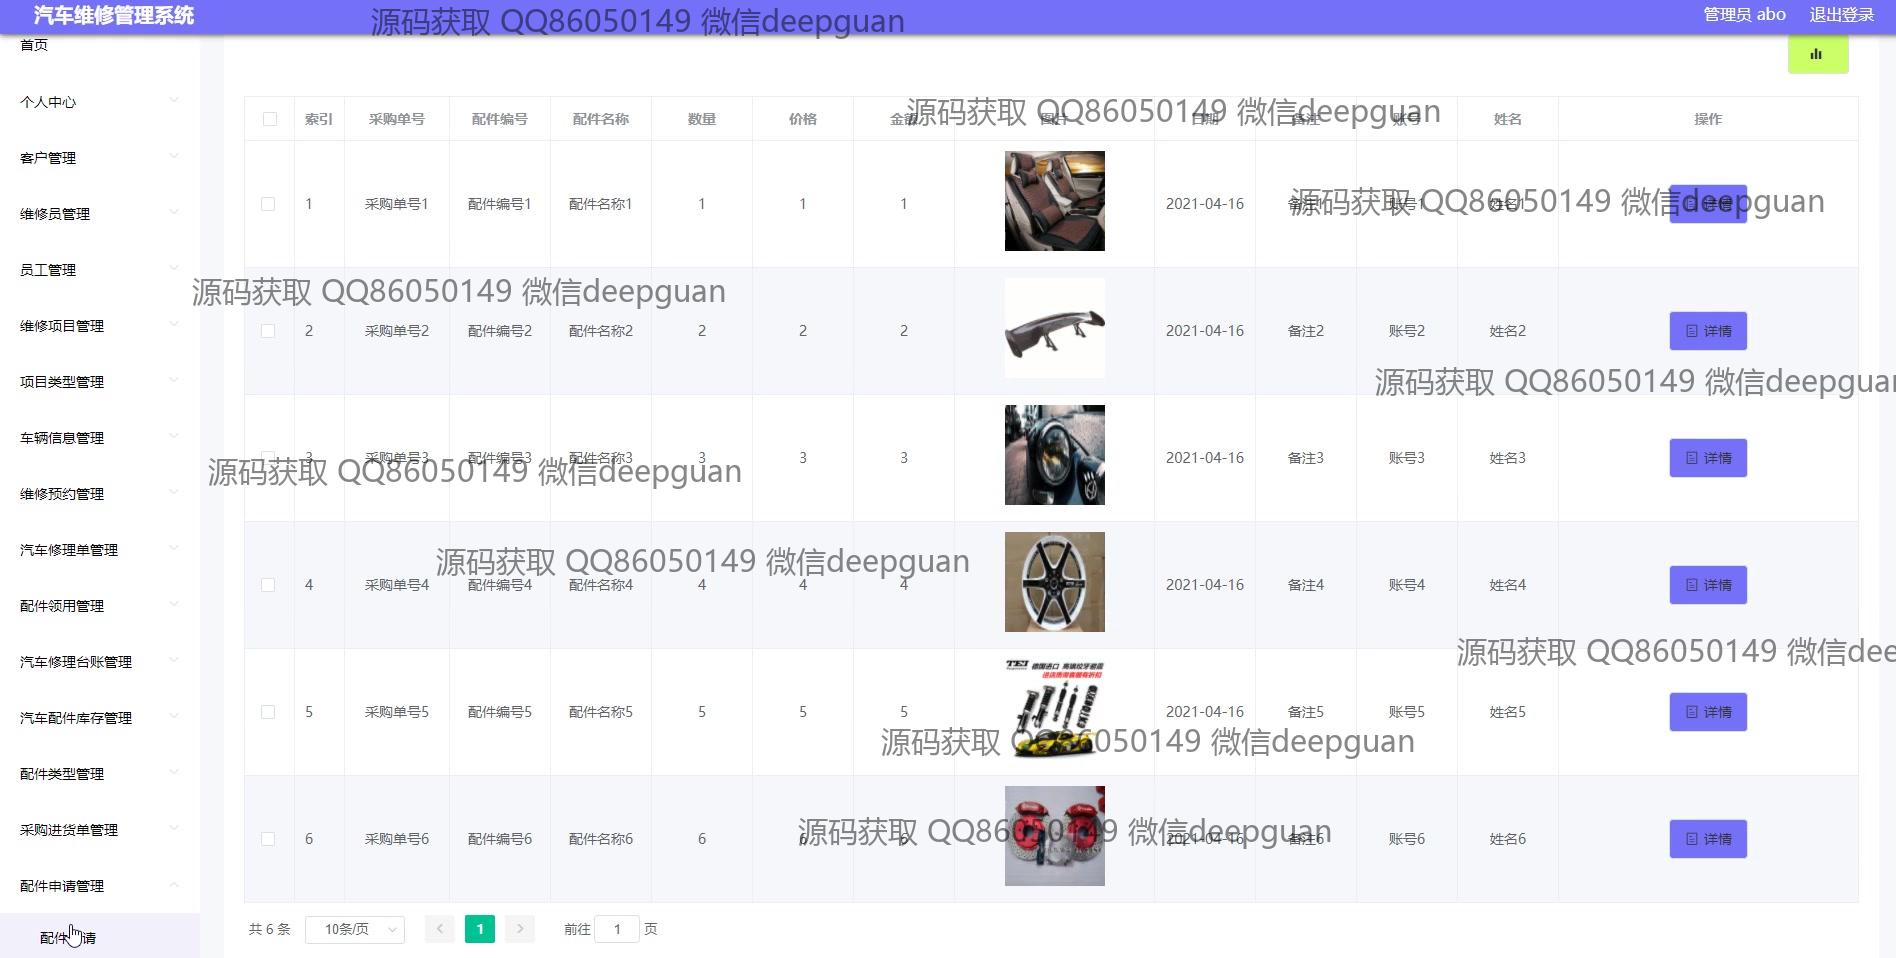 汽车维修管理系统
源码获取 QQ86050149 微信deepguan
管理员 abo
退出登录
首页
个人中心
客户管理
维修员管理
员工管理
维修项目管理
项目类型管理
车辆信息管理
维修预约管理
汽车修理单管理
配件领用管理
汽车修理台账管理
汽车配件库存管理
配件类型管理
采购进货单管理
配件申请管理
索引 采购单号 配件编号 配件名称 数量 价格 金额 图片 日期 备注 账号 姓名 操作
源码获取 QQ86050149 微信deepguan
1 采购单号1 配件编号1 配件名称1 1 1 1 2021-04-16 备注1 账号1 姓名1 详情
源码获取 QQ86050149 微信deepguan
源码获取 QQ86050149 微信deepguan
2 采购单号2 配件编号2 配件名称2 2 2 2 2021-04-16 备注2 账号2 姓名2 详情
源码获取 QQ86050149 微信deepguan
3 采购单号3 配件编号3 配件名称3 3 3 3 2021-04-16 备注3 账号3 姓名3 详情
源码获取 QQ86050149 微信deepguan
源码获取 QQ86050149 微信deepguan
4 采购单号4 配件编号4 配件名称4 4 4 4 2021-04-16 备注4 账号4 姓名4 详情
源码获取 QQ86050149 微信dee
TEI 德国进口 高端绞牙避震
5 采购单号5 配件编号5 配件名称5 5 5 5 2021-04-16 备注5 账号5 姓名5 详情
源码获取 QQ86050149 微信deepguan
源码获取 QQ86050149 微信deepguan
6 采购单号6 配件编号6 配件名称6 6 6 6 2021-04-16 备注6 账号6 姓名6 详情
共 6 条 10条/页 1 前往 1 页